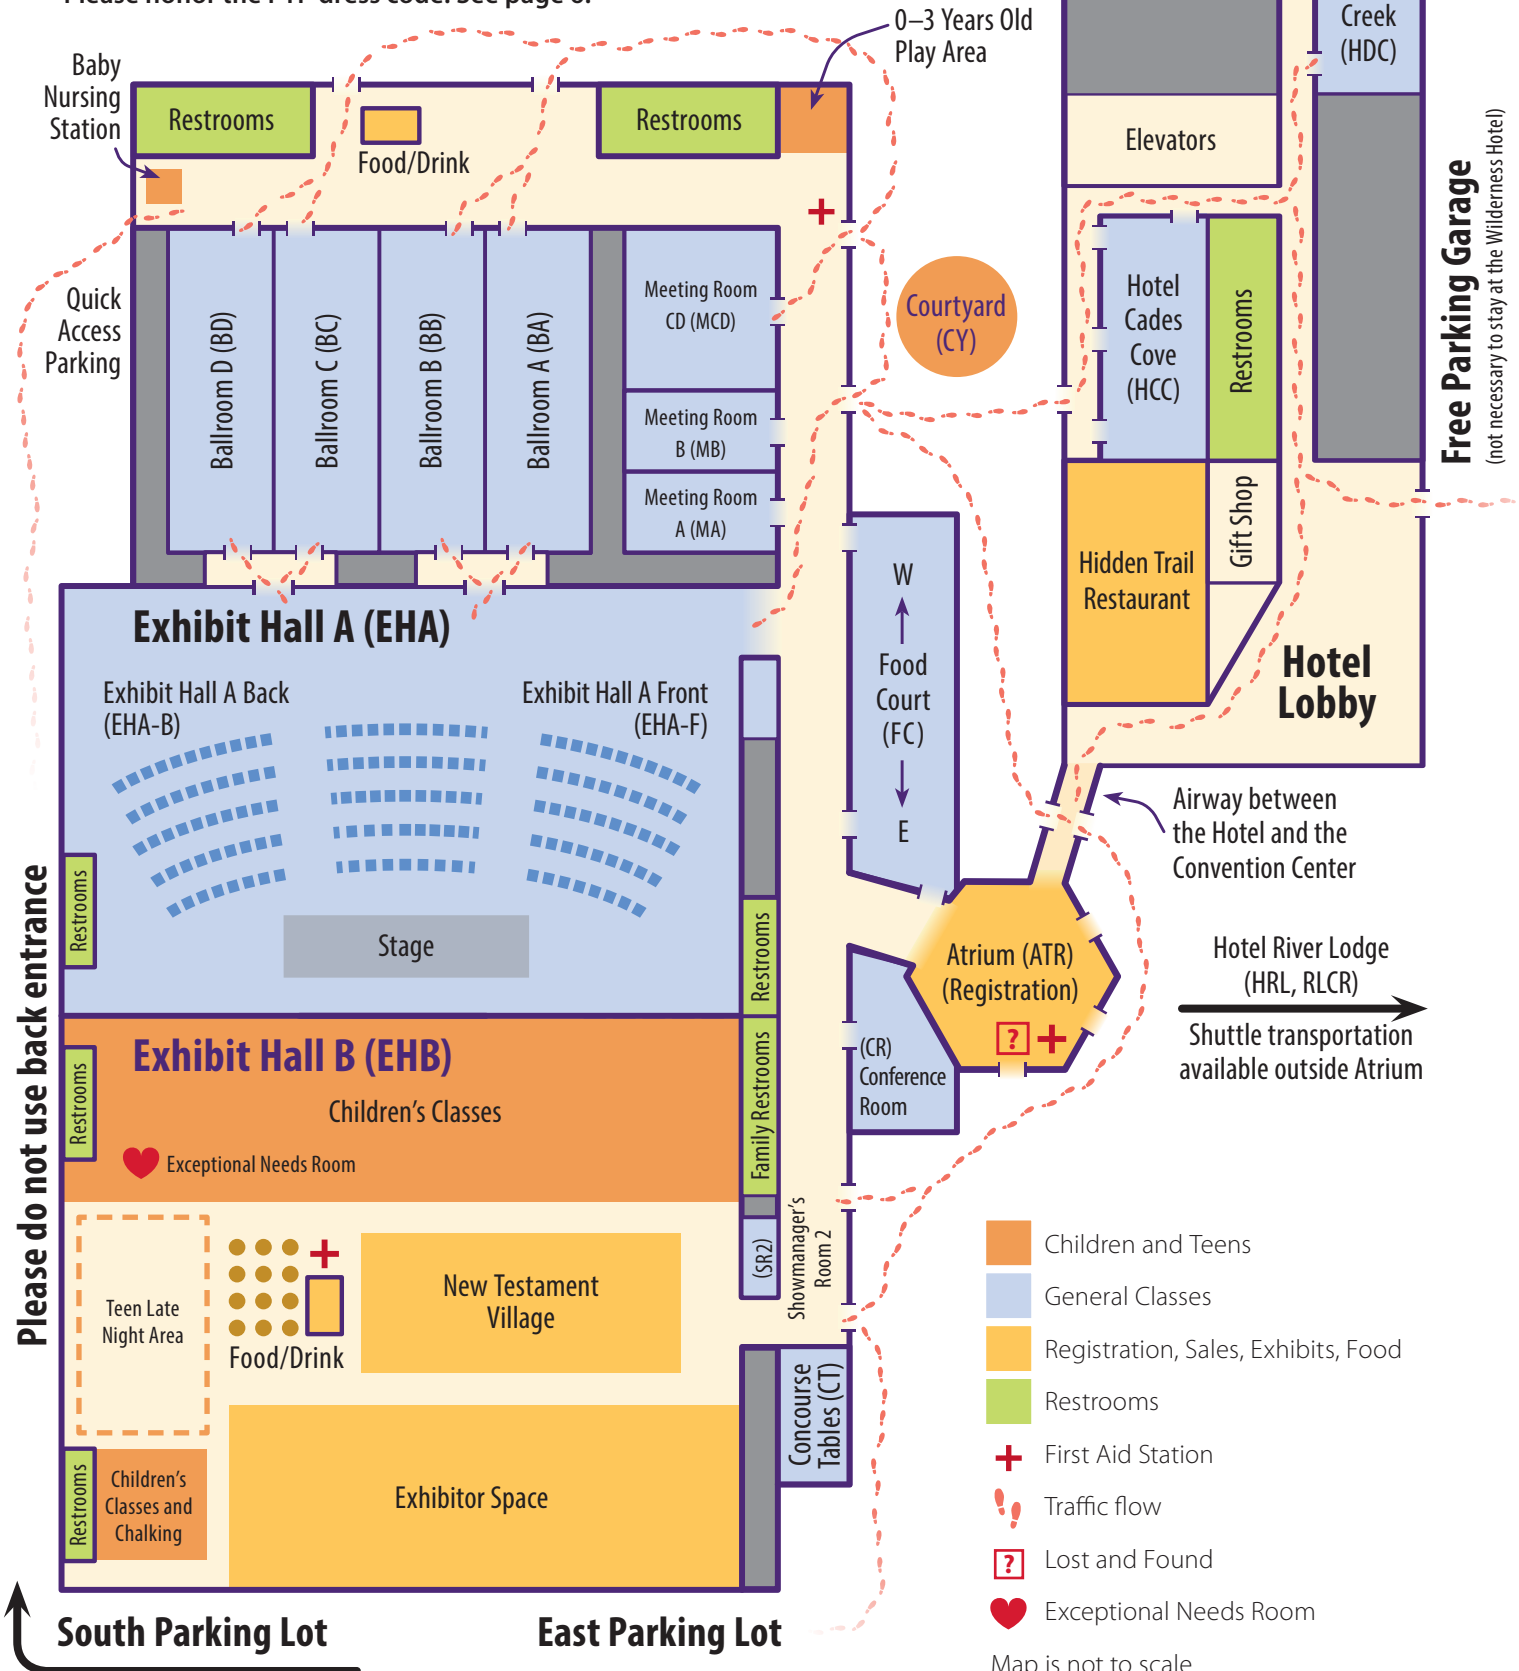 Please honor the PTP dress code. See page 6.
0–3 Years Old
Play Area
Creek
(HDC)
Baby
Nursing
Station
Restrooms
Food/Drink
Restrooms
Elevators
Free Parking Garage
(not necessary to stay at the Wilderness Hotel)
Quick
Access
Parking
Ballroom D (BD)
Ballroom C (BC)
Ballroom B (BB)
Ballroom A (BA)
Meeting Room
CD (MCD)
Meeting Room
B (MB)
Meeting Room
A (MA)
Courtyard
(CY)
Hotel
Cades
Cove
(HCC)
Restrooms
Hidden Trail
Restaurant
Gift Shop
Hotel
Lobby
Exhibit Hall A (EHA)
Exhibit Hall A Back
(EHA-B)
Exhibit Hall A Front
(EHA-F)
W
Food
Court
(FC)
E
Airway between
the Hotel and the
Convention Center
Please do not use back entrance
Restrooms
Stage
Restrooms
Atrium (ATR)
(Registration)
?
Hotel River Lodge
(HRL, RLCR)
Shuttle transportation
available outside Atrium
Exhibit Hall B (EHB)
Children's Classes
Exceptional Needs Room
Restrooms
Family Restrooms
(CR)
Conference
Room
(SR2)
Showmanager's
Room 2
Teen Late
Night Area
Food/Drink
New Testament
Village
Concourse
Tables (CT)
Restrooms
Children's
Classes and
Chalking
Exhibitor Space
South Parking Lot
East Parking Lot
Children and Teens
General Classes
Registration, Sales, Exhibits, Food
Restrooms
First Aid Station
Traffic flow
?
Lost and Found
Exceptional Needs Room
Map is not to scale